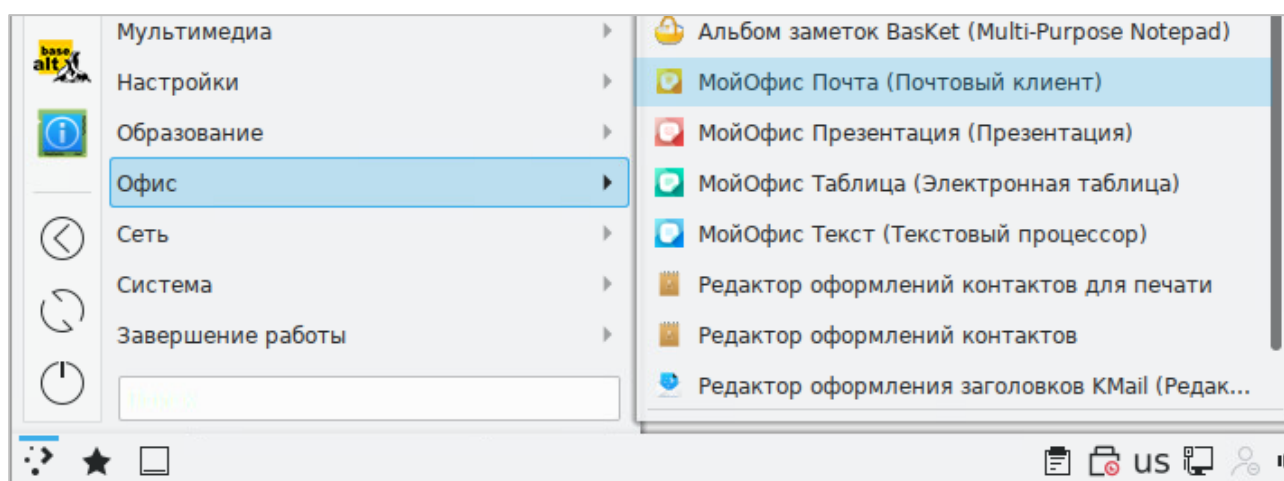 base
alt
Мультимедиа
Настройки
Образование
Офис
Сеть
Система
Завершение работы
Альбом заметок BasKet (Multi-Purpose Notepad)
МойОфис Почта (Почтовый клиент)
МойОфис Презентация (Презентация)
МойОфис Таблица (Электронная таблица)
МойОфис Текст (Текстовый процессор)
Редактор оформлений контактов для печати
Редактор оформлений контактов
Редактор оформления заголовков KMail (Редак...
us